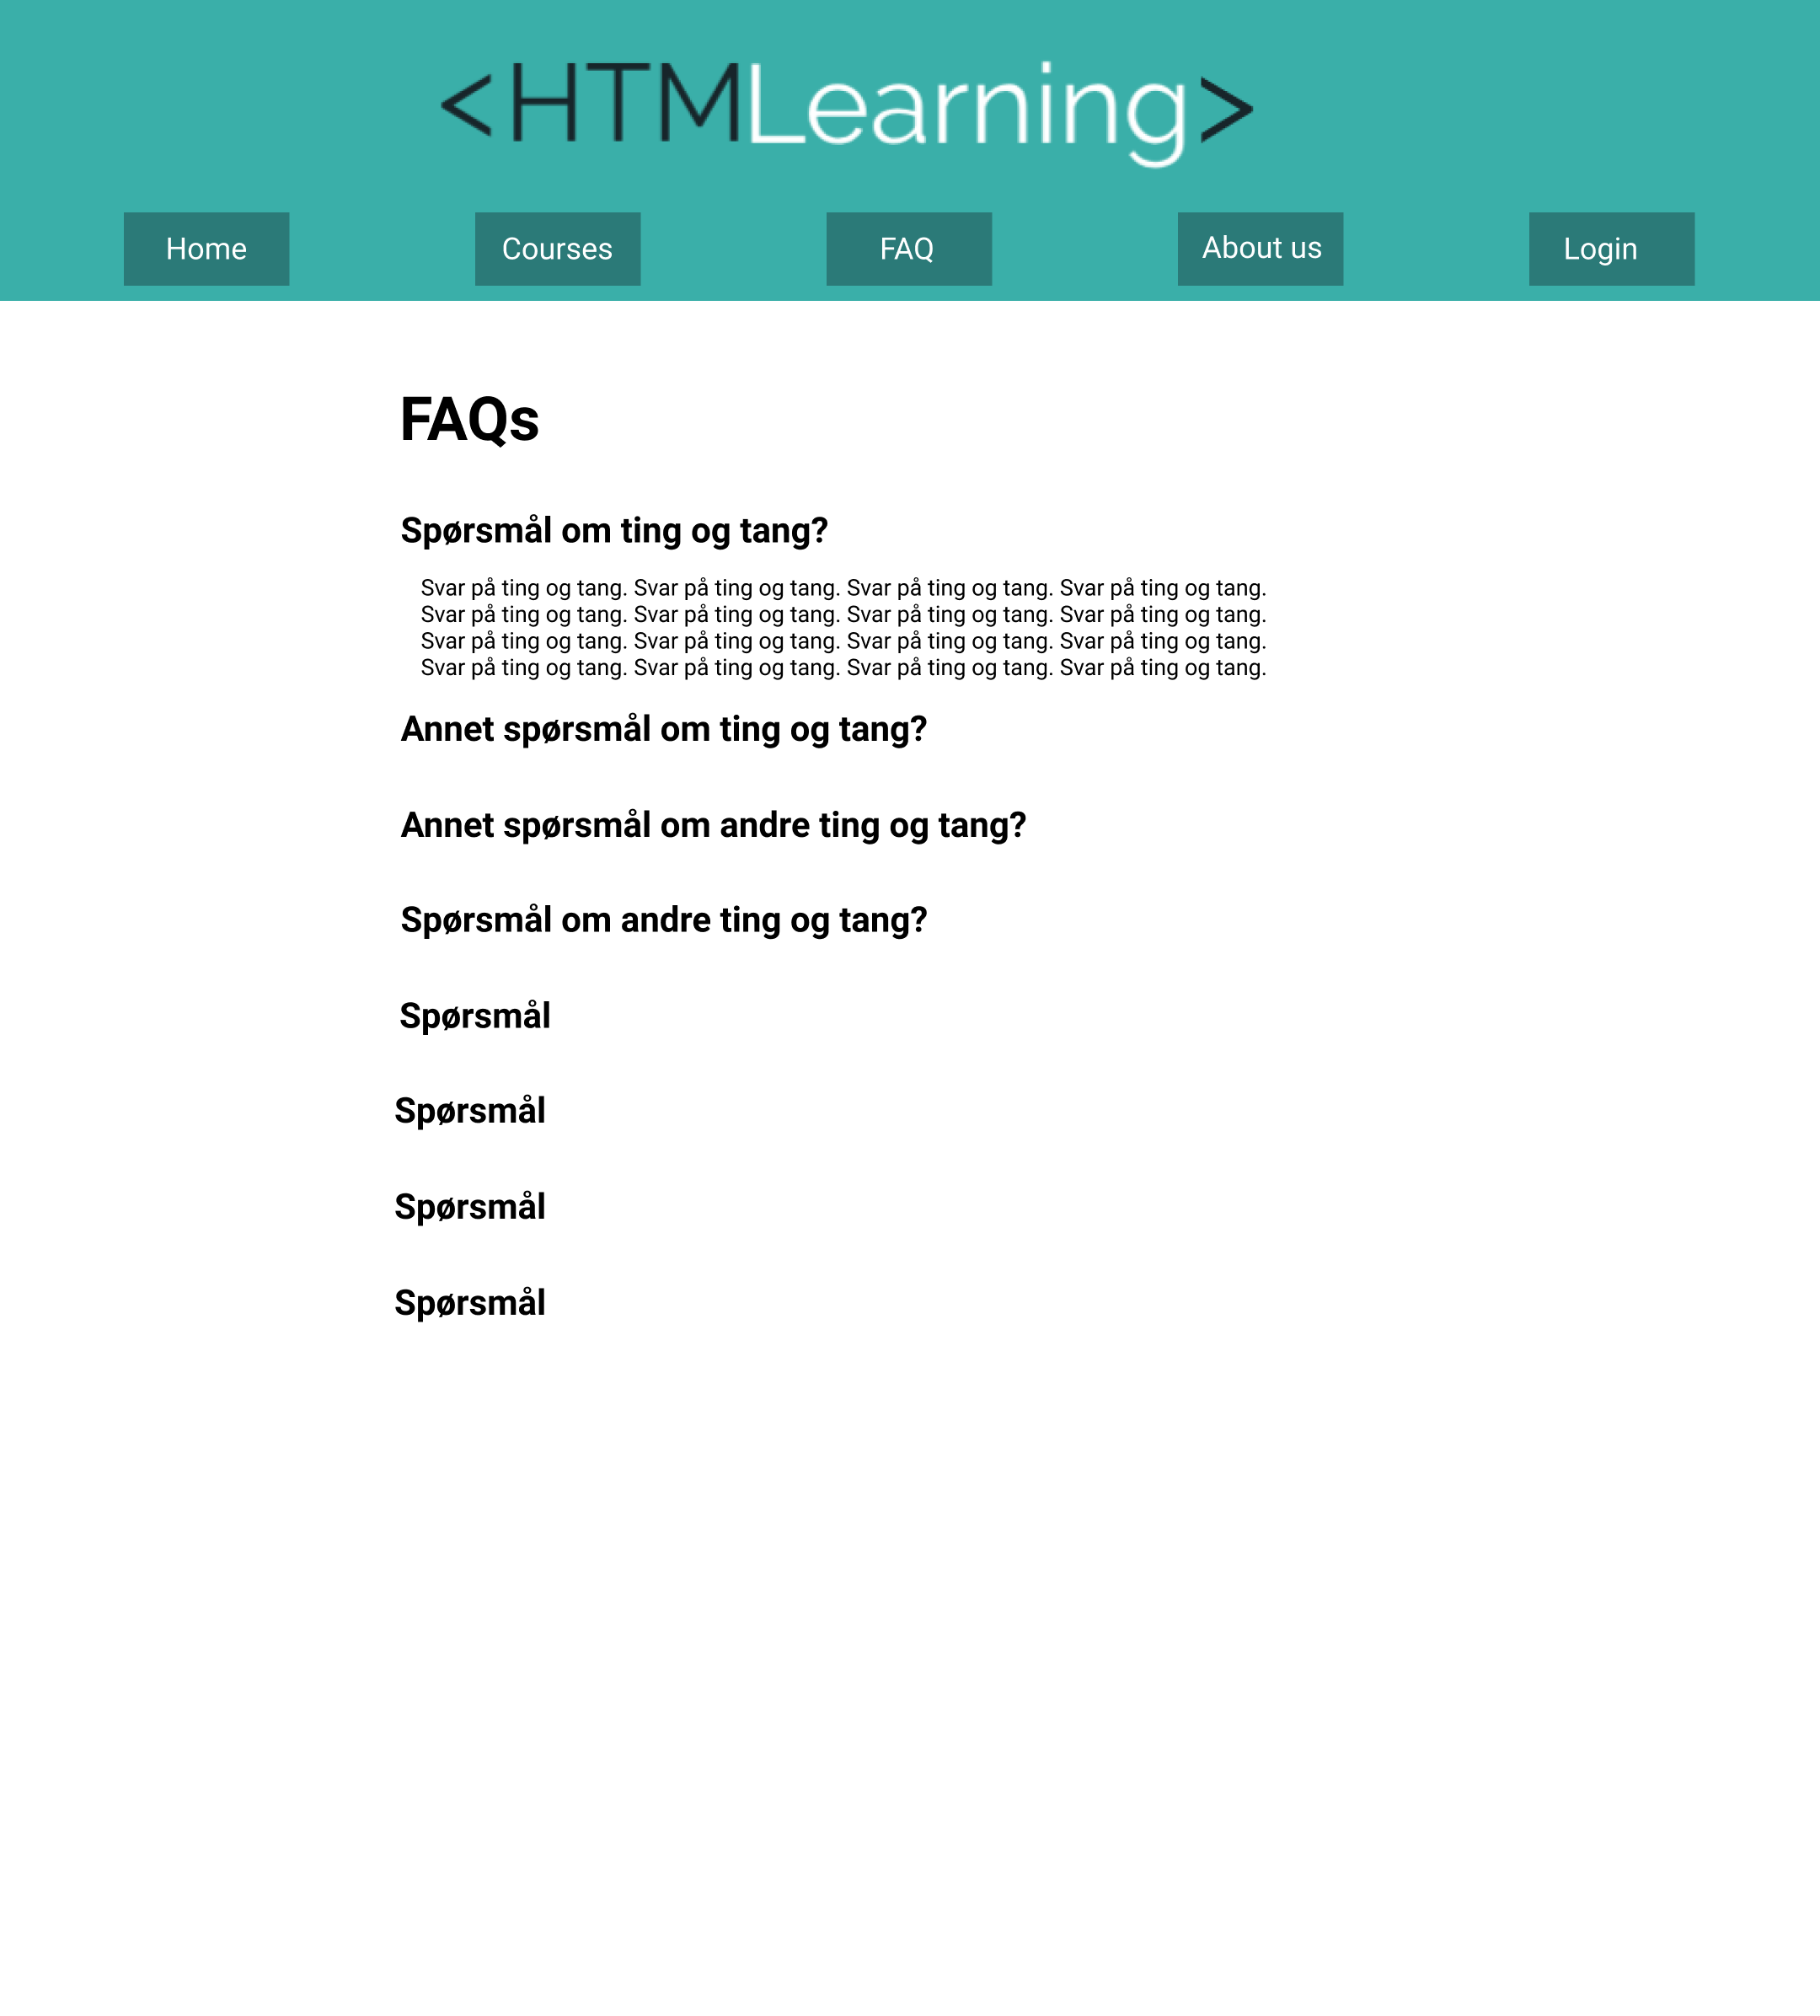 <HTMLearning>
Home Courses FAQ About us Login
FAQs
Spørsmål om ting og tang?
Svar på ting og tang. Svar på ting og tang. Svar på ting og tang. Svar på ting og tang.
Svar på ting og tang. Svar på ting og tang. Svar på ting og tang. Svar på ting og tang.
Svar på ting og tang. Svar på ting og tang. Svar på ting og tang. Svar på ting og tang.
Svar på ting og tang. Svar på ting og tang. Svar på ting og tang. Svar på ting og tang.
Annet spørsmål om ting og tang?
Annet spørsmål om andre ting og tang?
Spørsmål om andre ting og tang?
Spørsmål
Spørsmål
Spørsmål
Spørsmål